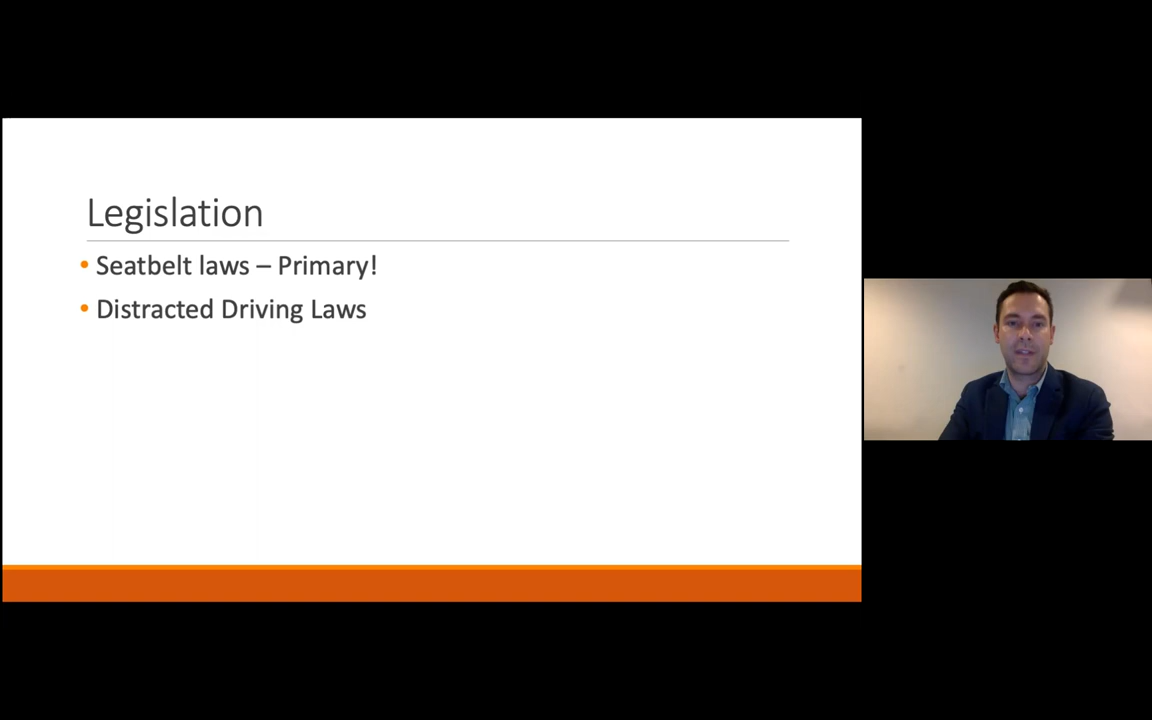 Legislation
• Seatbelt laws – Primary!
• Distracted Driving Laws